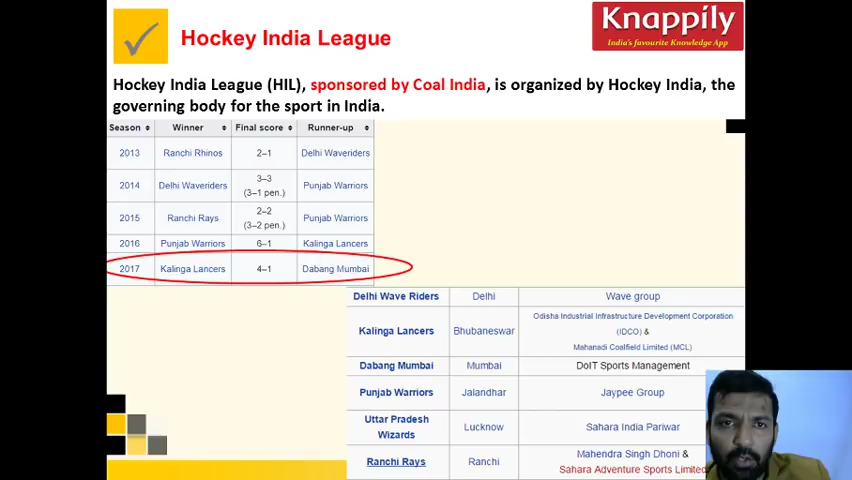 Hockey India League
Knappily
India's favourite Knowledge App
Hockey India League (HIL), sponsored by Coal India, is organized by Hockey India, the
governing body for the sport in India.
Season Winner Final score Runner-up
2013 Ranchi Rhinos 2–1 Delhi Waveriders
2014 Delhi Waveriders 3–3 Punjab Warriors
(3–1 pen.)
2015 Ranchi Rays 2–2 Punjab Warriors
(3–2 pen.)
2016 Punjab Warriors 6–1 Kalinga Lancers
2017 Kalinga Lancers 4–1 Dabang Mumbai
Delhi Wave Riders Delhi Wave group
Kalinga Lancers Bhubaneswar Odisha Industrial Infrastructure Development Corporation
(IDCO) &
Mahanadi Coalfield Limited (MCL)
Dabang Mumbai Mumbai DoIT Sports Management
Punjab Warriors Jalandhar Jaypee Group
Uttar Pradesh
Wizards Lucknow Sahara India Pariwar
Ranchi Rays Ranchi Mahendra Singh Dhoni &
Sahara Adventure Sports Limited